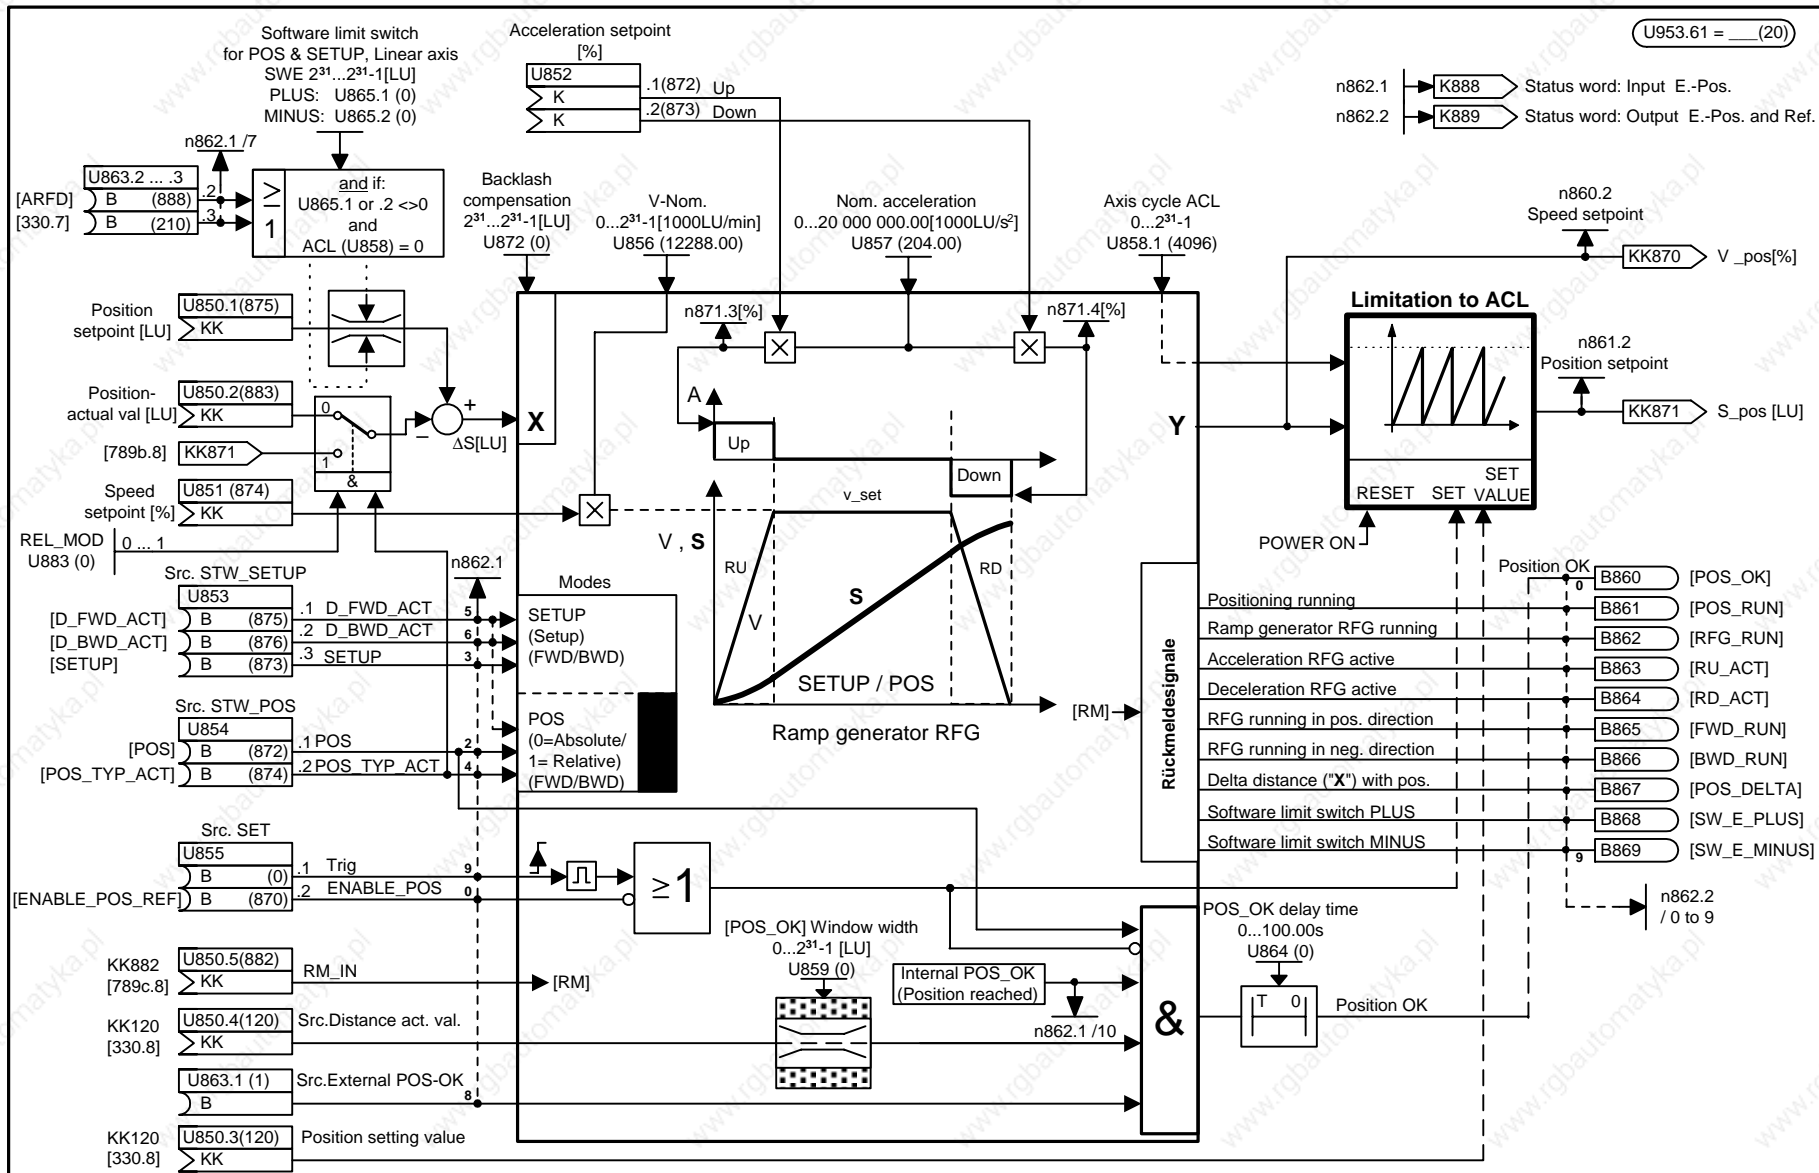 Software limit switch
for POS & SETUP, Linear axis
SWE 2³¹...2³¹-1[LU]
PLUS: U865.1 (0)
MINUS: U865.2 (0)
Acceleration setpoint
[%]
U852
K
K
.1(872) Up
.2(873) Down
U953.61 = ___(20)
n862.1
K888
Status word: Input E.-Pos.
n862.2
K889
Status word: Output E.-Pos. and Ref.
n862.1 /7
U863.2 ... .3
[ARFD]
B (888)
.2
[330.7]
B (210)
.3
≥
1
and if:
U865.1 or .2 <>0
and
ACL (U858) = 0
Backlash
compensation
2³¹...2³¹-1[LU]
U872 (0)
V-Nom.
0...2³¹-1[1000LU/min]
U856 (12288.00)
Nom. acceleration
0...20 000 000.00[1000LU/s²]
U857 (204.00)
Axis cycle ACL
0...2³¹-1
U858.1 (4096)
n860.2
Speed setpoint
KK870
V _pos[%]
Position
setpoint [LU]
U850.1(875)
KK
n871.3[%]
n871.4[%]
Limitation to ACL
n861.2
Position setpoint
KK871
S_pos [LU]
RESET
SET
SET
VALUE
POWER ON
Position-
actual val [LU]
U850.2(883)
KK
0
1
&
+
−
ΔS[LU]
X
Y
[789b.8]
KK871
A
Up
Down
Speed
setpoint [%]
U851 (874)
KK
v_set
REL_MOD
U883 (0)
0 ... 1
V , S
RU
RD
V
S
SETUP / POS
Ramp generator RFG
[RM]
Rückmeldesignale
Src. STW_SETUP
n862.1
Modes
U853
[D_FWD_ACT]
B (875)
.1 D_FWD_ACT
5
[D_BWD_ACT]
B (876)
.2 D_BWD_ACT
6
[SETUP]
B (873)
.3 SETUP
3
SETUP
(Setup)
(FWD/BWD)
Src. STW_POS
U854
[POS]
B (872)
.1 POS
2
[POS_TYP_ACT]
B (874)
.2 POS_TYP_ACT
4
POS
(0=Absolute/
1= Relative)
(FWD/BWD)
Position OK
0
B860
[POS_OK]
Positioning running
B861
[POS_RUN]
Ramp generator RFG running
B862
[RFG_RUN]
Acceleration RFG active
B863
[RU_ACT]
Deceleration RFG active
B864
[RD_ACT]
RFG running in pos. direction
B865
[FWD_RUN]
RFG running in neg. direction
B866
[BWD_RUN]
Delta distance ("X") with pos.
B867
[POS_DELTA]
Software limit switch PLUS
B868
[SW_E_PLUS]
Software limit switch MINUS
9
B869
[SW_E_MINUS]
n862.2
/ 0 to 9
Src. SET
U855
B (0)
.1 Trig
9
[ENABLE_POS_REF]
B (870)
.2 ENABLE_POS
0
≥1
[POS_OK] Window width
0...2³¹-1 [LU]
U859 (0)
POS_OK delay time
0...100.00s
U864 (0)
KK882
[789c.8]
U850.5(882)
KK
RM_IN
[RM]
Internal POS_OK
(Position reached)
n862.1 /10
&
T 0
Position OK
KK120
[330.8]
U850.4(120)
KK
Src.Distance act. val.
U863.1 (1)
B
Src.External POS-OK
8
KK120
[330.8]
U850.3(120)
KK
Position setting value
www.rgbautomatyka.pl